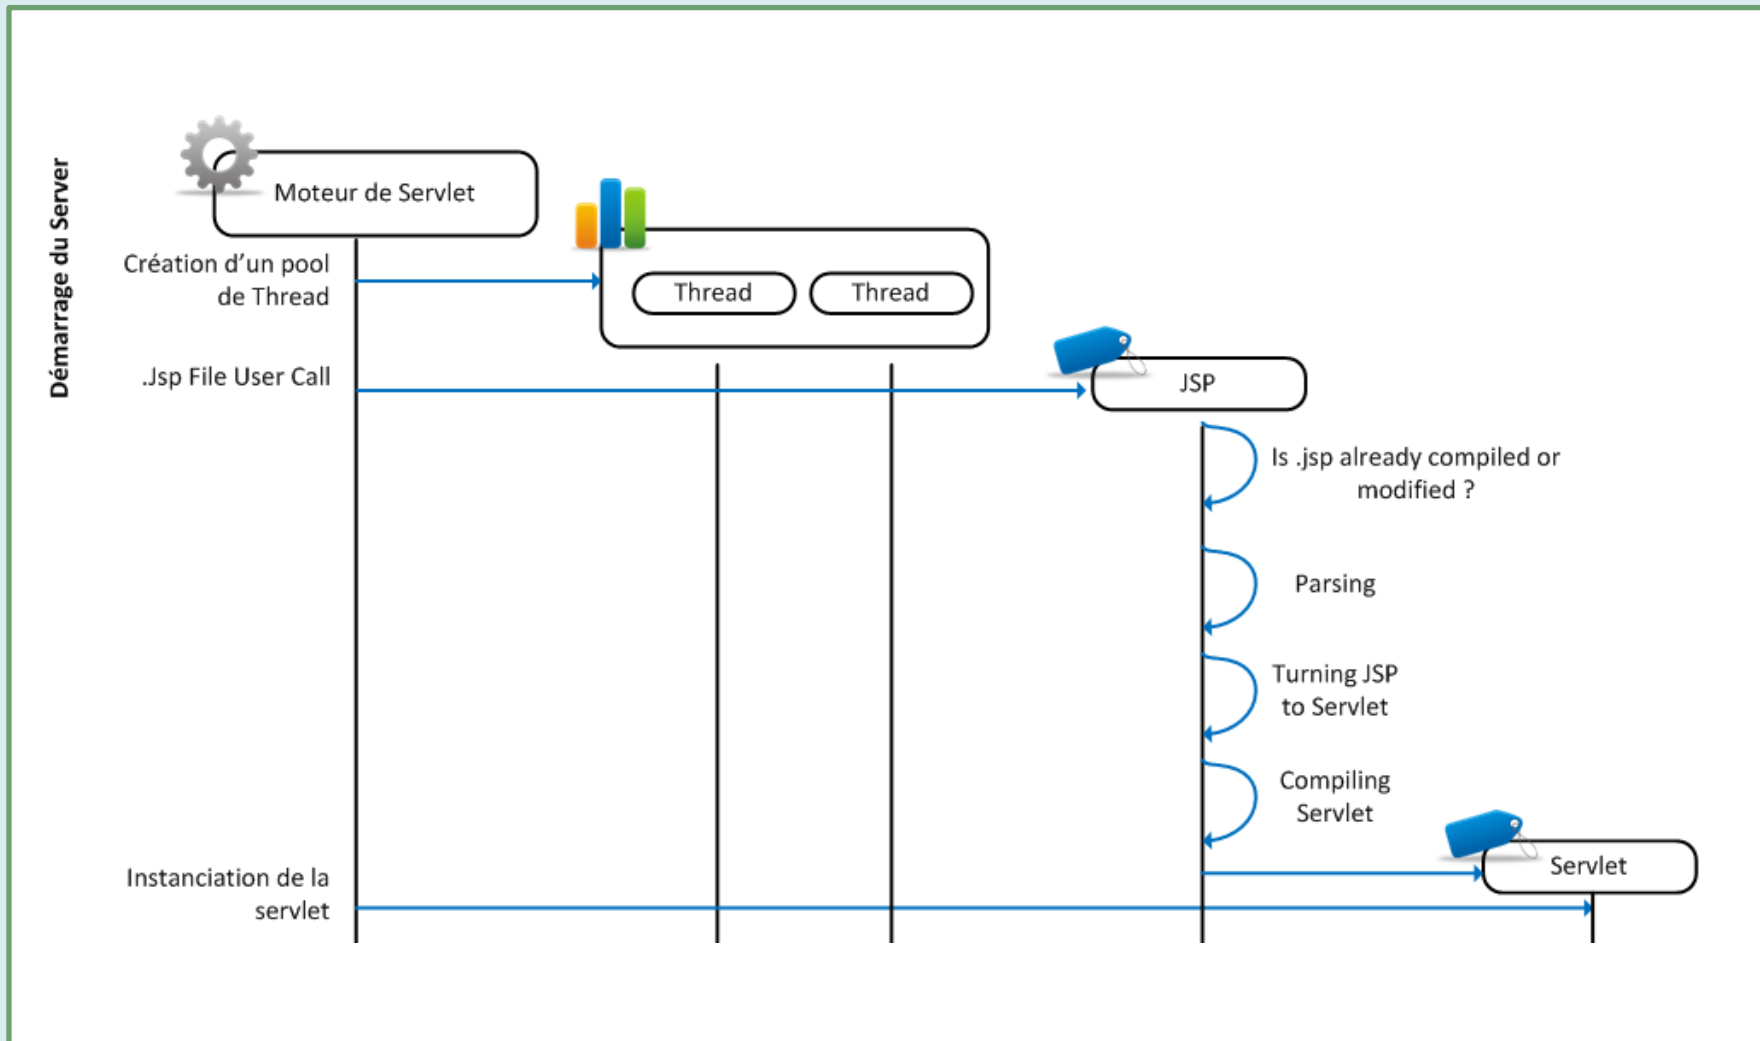 Démarrage du Server
Moteur de Servlet
Création d’un pool
de Thread
Thread
Thread
.Jsp File User Call
JSP
Is .jsp already compiled or
modified ?
Parsing
Turning JSP
to Servlet
Compiling
Servlet
Servlet
Instanciation de la
servlet